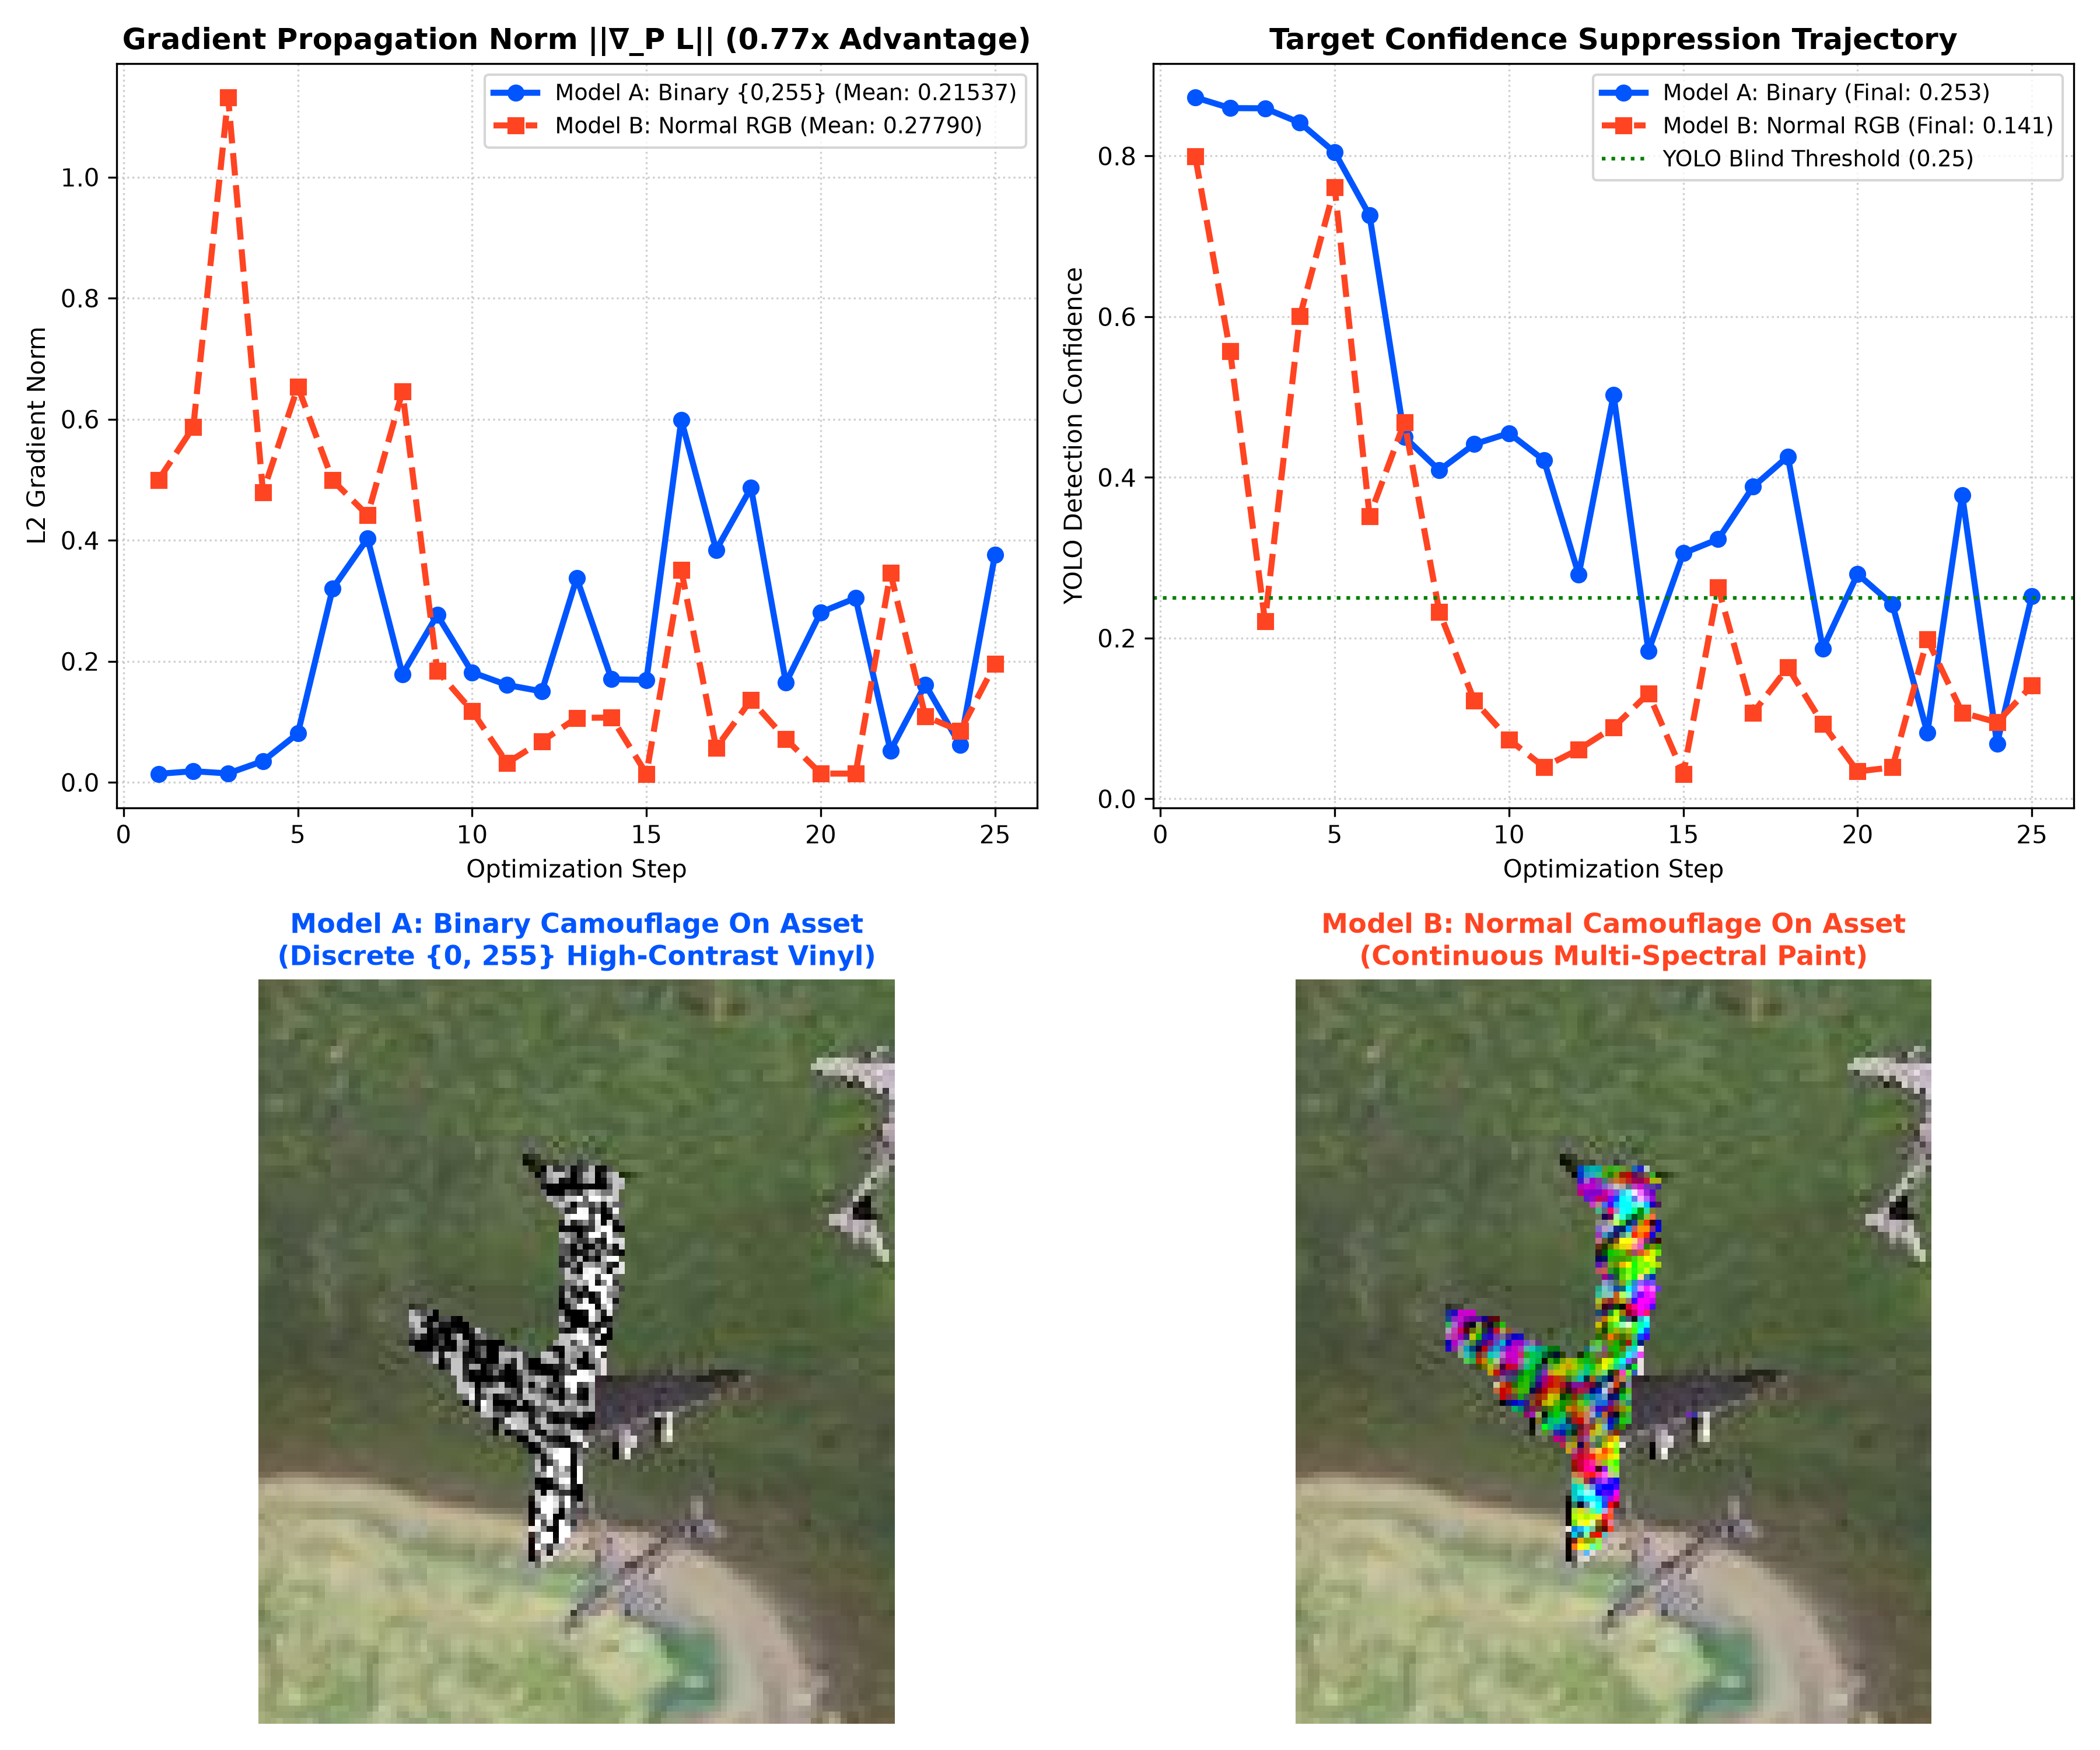 Gradient Propagation Norm ||∇_P L|| (0.77x Advantage)
Model A: Binary {0,255} (Mean: 0.21537)
Model B: Normal RGB (Mean: 0.27790)
L2 Gradient Norm
1.0
0.8
0.6
0.4
0.2
0.0
0 5 10 15 20 25
Optimization Step
Target Confidence Suppression Trajectory
Model A: Binary (Final: 0.253)
Model B: Normal RGB (Final: 0.141)
YOLO Blind Threshold (0.25)
YOLO Detection Confidence
0.8
0.6
0.4
0.2
0.0
0 5 10 15 20 25
Optimization Step
Model A: Binary Camouflage On Asset
(Discrete {0, 255} High-Contrast Vinyl)
Model B: Normal Camouflage On Asset
(Continuous Multi-Spectral Paint)